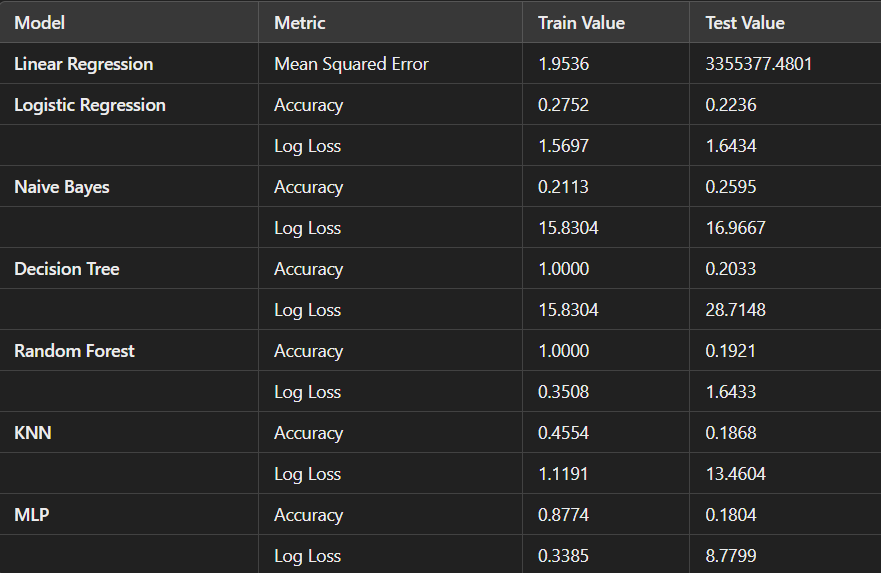 Model Metric Train Value Test Value
Linear Regression Mean Squared Error 1.9536 3355377.4801
Logistic Regression Accuracy 0.2752 0.2236
Log Loss 1.5697 1.6434
Naive Bayes Accuracy 0.2113 0.2595
Log Loss 15.8304 16.9667
Decision Tree Accuracy 1.0000 0.2033
Log Loss 15.8304 28.7148
Random Forest Accuracy 1.0000 0.1921
Log Loss 0.3508 1.6433
KNN Accuracy 0.4554 0.1868
Log Loss 1.1191 13.4604
MLP Accuracy 0.8774 0.1804
Log Loss 0.3385 8.7799